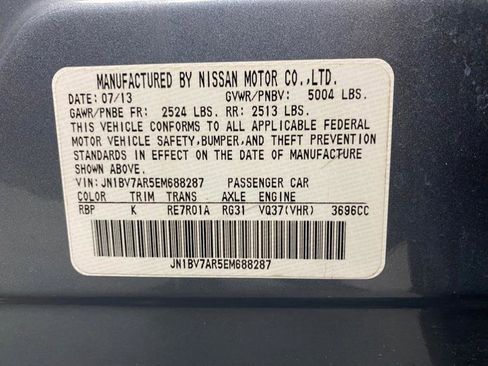 MANUFACTURED BY NISSAN MOTOR CO.,LTD.
DATE: 07/13 GVWR/PNBV: 5004 LBS.
GAWR/PNBE FR: 2524 LBS. RR: 2513 LBS.
THIS VEHICLE CONFORMS TO ALL APPLICABLE FEDERAL
MOTOR VEHICLE SAFETY,BUMPER,AND THEFT PREVENTION
STANDARDS IN EFFECT ON THE DATE OF MANUFACTURE
SHOWN ABOVE.
VIN: JN1BV7AR5EM688287 PASSENGER CAR
COLOR TRIM TRANS AXLE ENGINE
RBP K RE7R01A RG31 VQ37(VHR) 3696CC
JN1BV7AR5EM688287